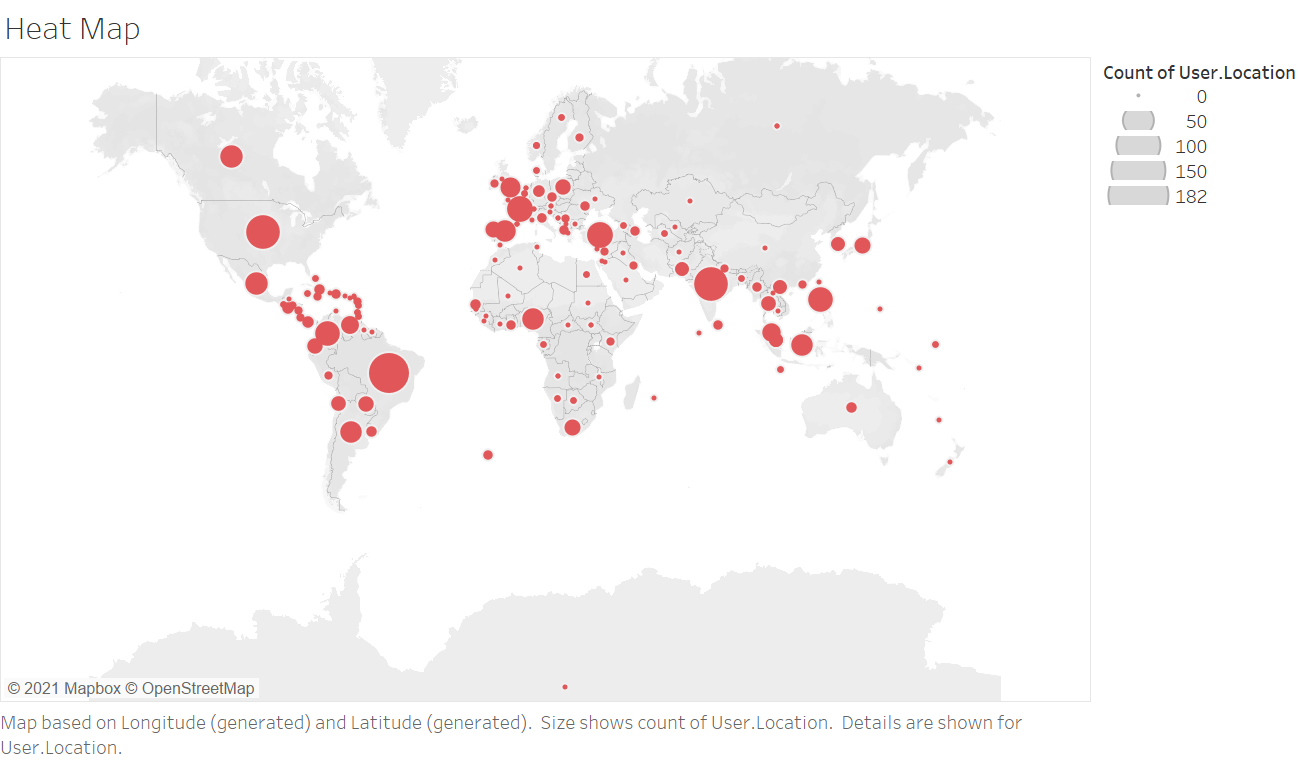 Heat Map
Count of User.Location
0
50
100
150
182
© 2021 Mapbox © OpenStreetMap
Map based on Longitude (generated) and Latitude (generated).  Size shows count of User.Location.  Details are shown for
User.Location.